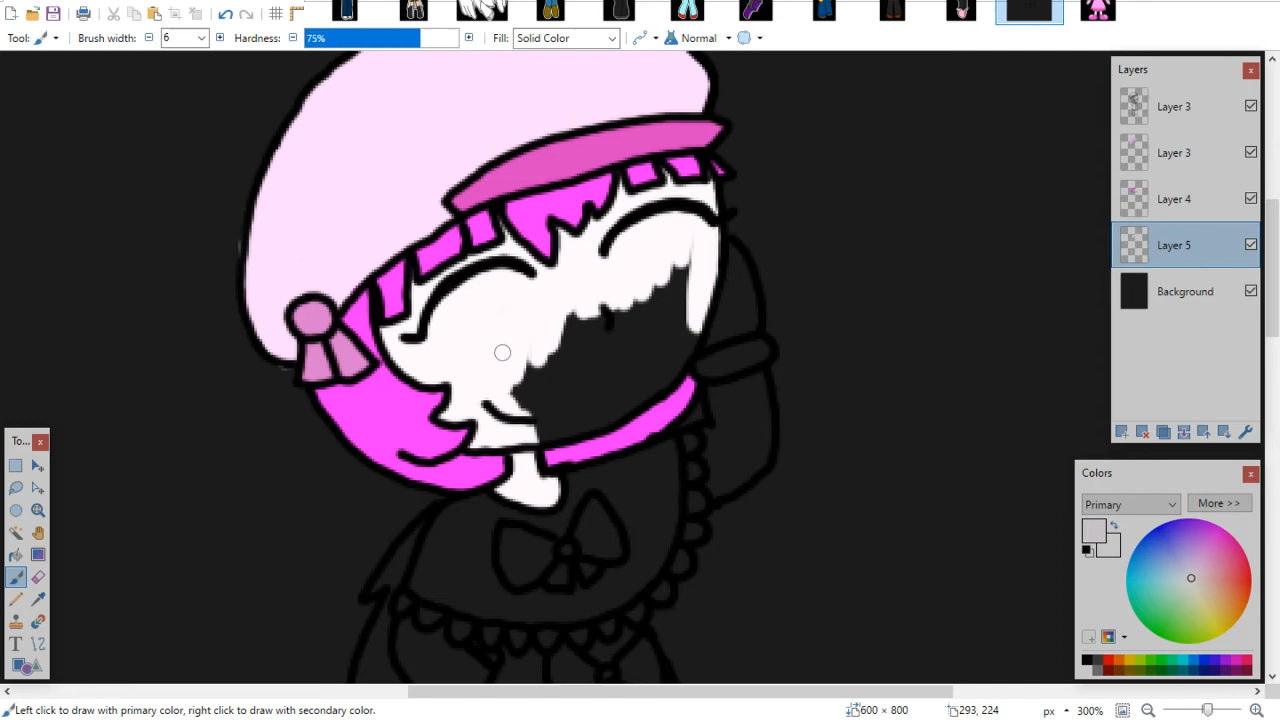 Tool:
Brush width: 6 Hardness: 75% Fill: Solid Color Normal
Layers
Layer 3
Layer 3
Layer 4
Layer 5
Background
To...
Colors
Primary More >>
Left click to draw with primary color, right click to draw with secondary color. 600 × 800 293, 224 px 300%